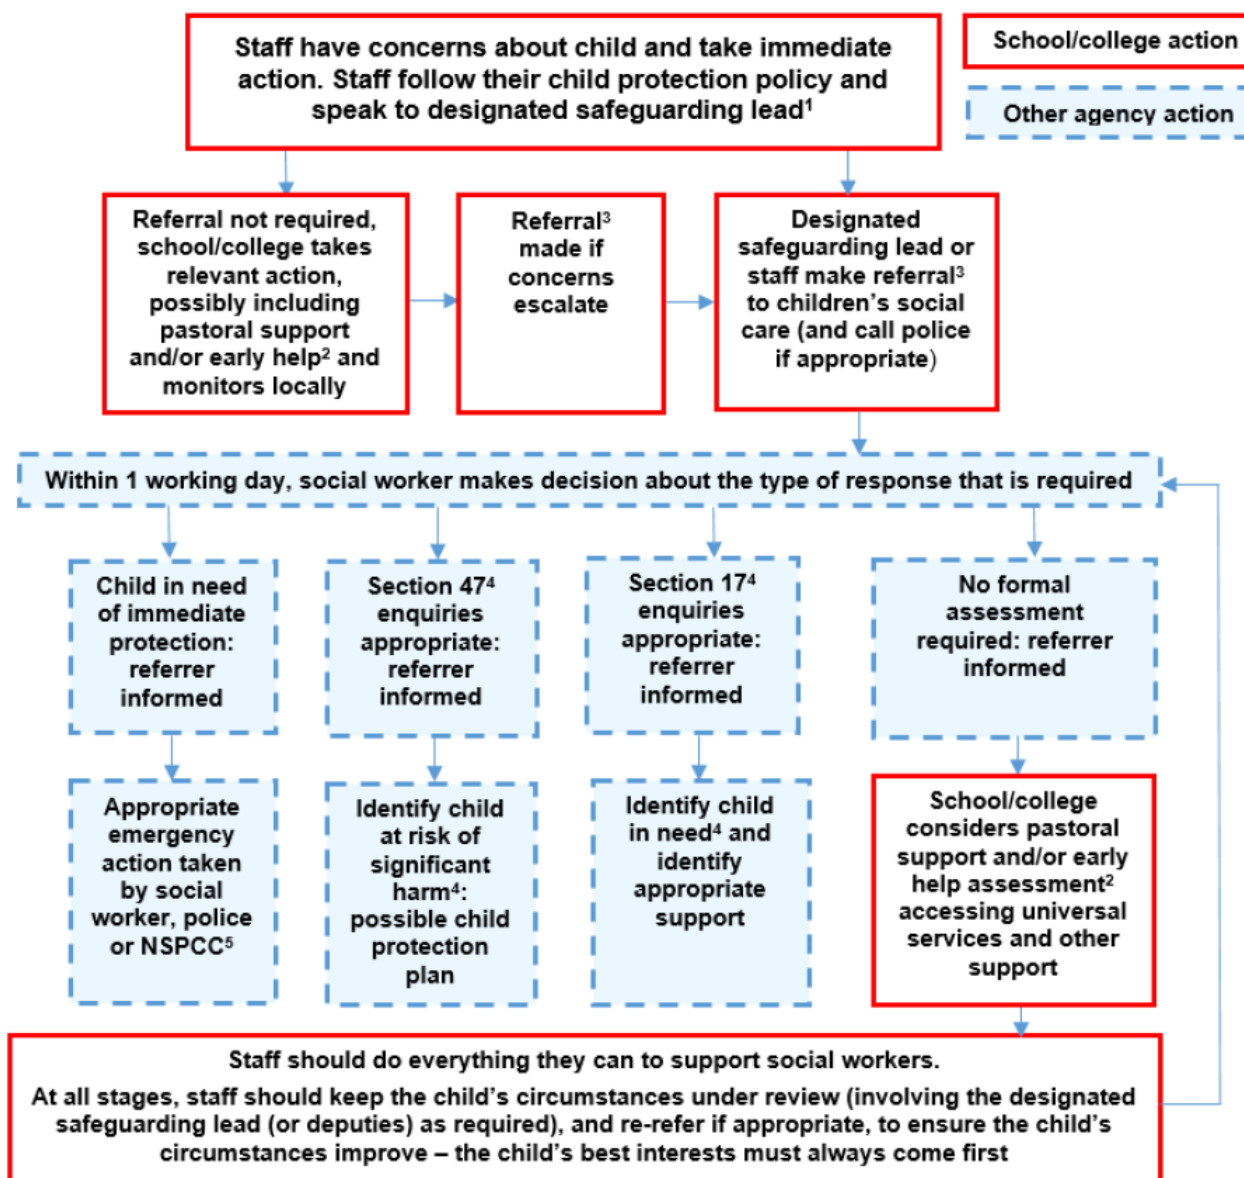 Staff have concerns about child and take immediate
action. Staff follow their child protection policy and
speak to designated safeguarding lead¹
School/college action
Other agency action
Referral not required,
school/college takes
relevant action,
possibly including
pastoral support
and/or early help² and
monitors locally
Referral³
made if
concerns
escalate
Designated
safeguarding lead or
staff make referral³
to children’s social
care (and call police
if appropriate)
Within 1 working day, social worker makes decision about the type of response that is required
Child in need
of immediate
protection:
referrer
informed
Section 47⁴
enquiries
appropriate:
referrer
informed
Section 17⁴
enquiries
appropriate:
referrer
informed
No formal
assessment
required: referrer
informed
Appropriate
emergency
action taken
by social
worker, police
or NSPCC⁵
Identify child
at risk of
significant
harm⁴:
possible child
protection
plan
Identify child
in need⁴ and
identify
appropriate
support
School/college
considers pastoral
support and/or early
help assessment²
accessing universal
services and other
support
Staff should do everything they can to support social workers.
At all stages, staff should keep the child’s circumstances under review (involving the designated
safeguarding lead (or deputies) as required), and re-refer if appropriate, to ensure the child’s
circumstances improve – the child’s best interests must always come first